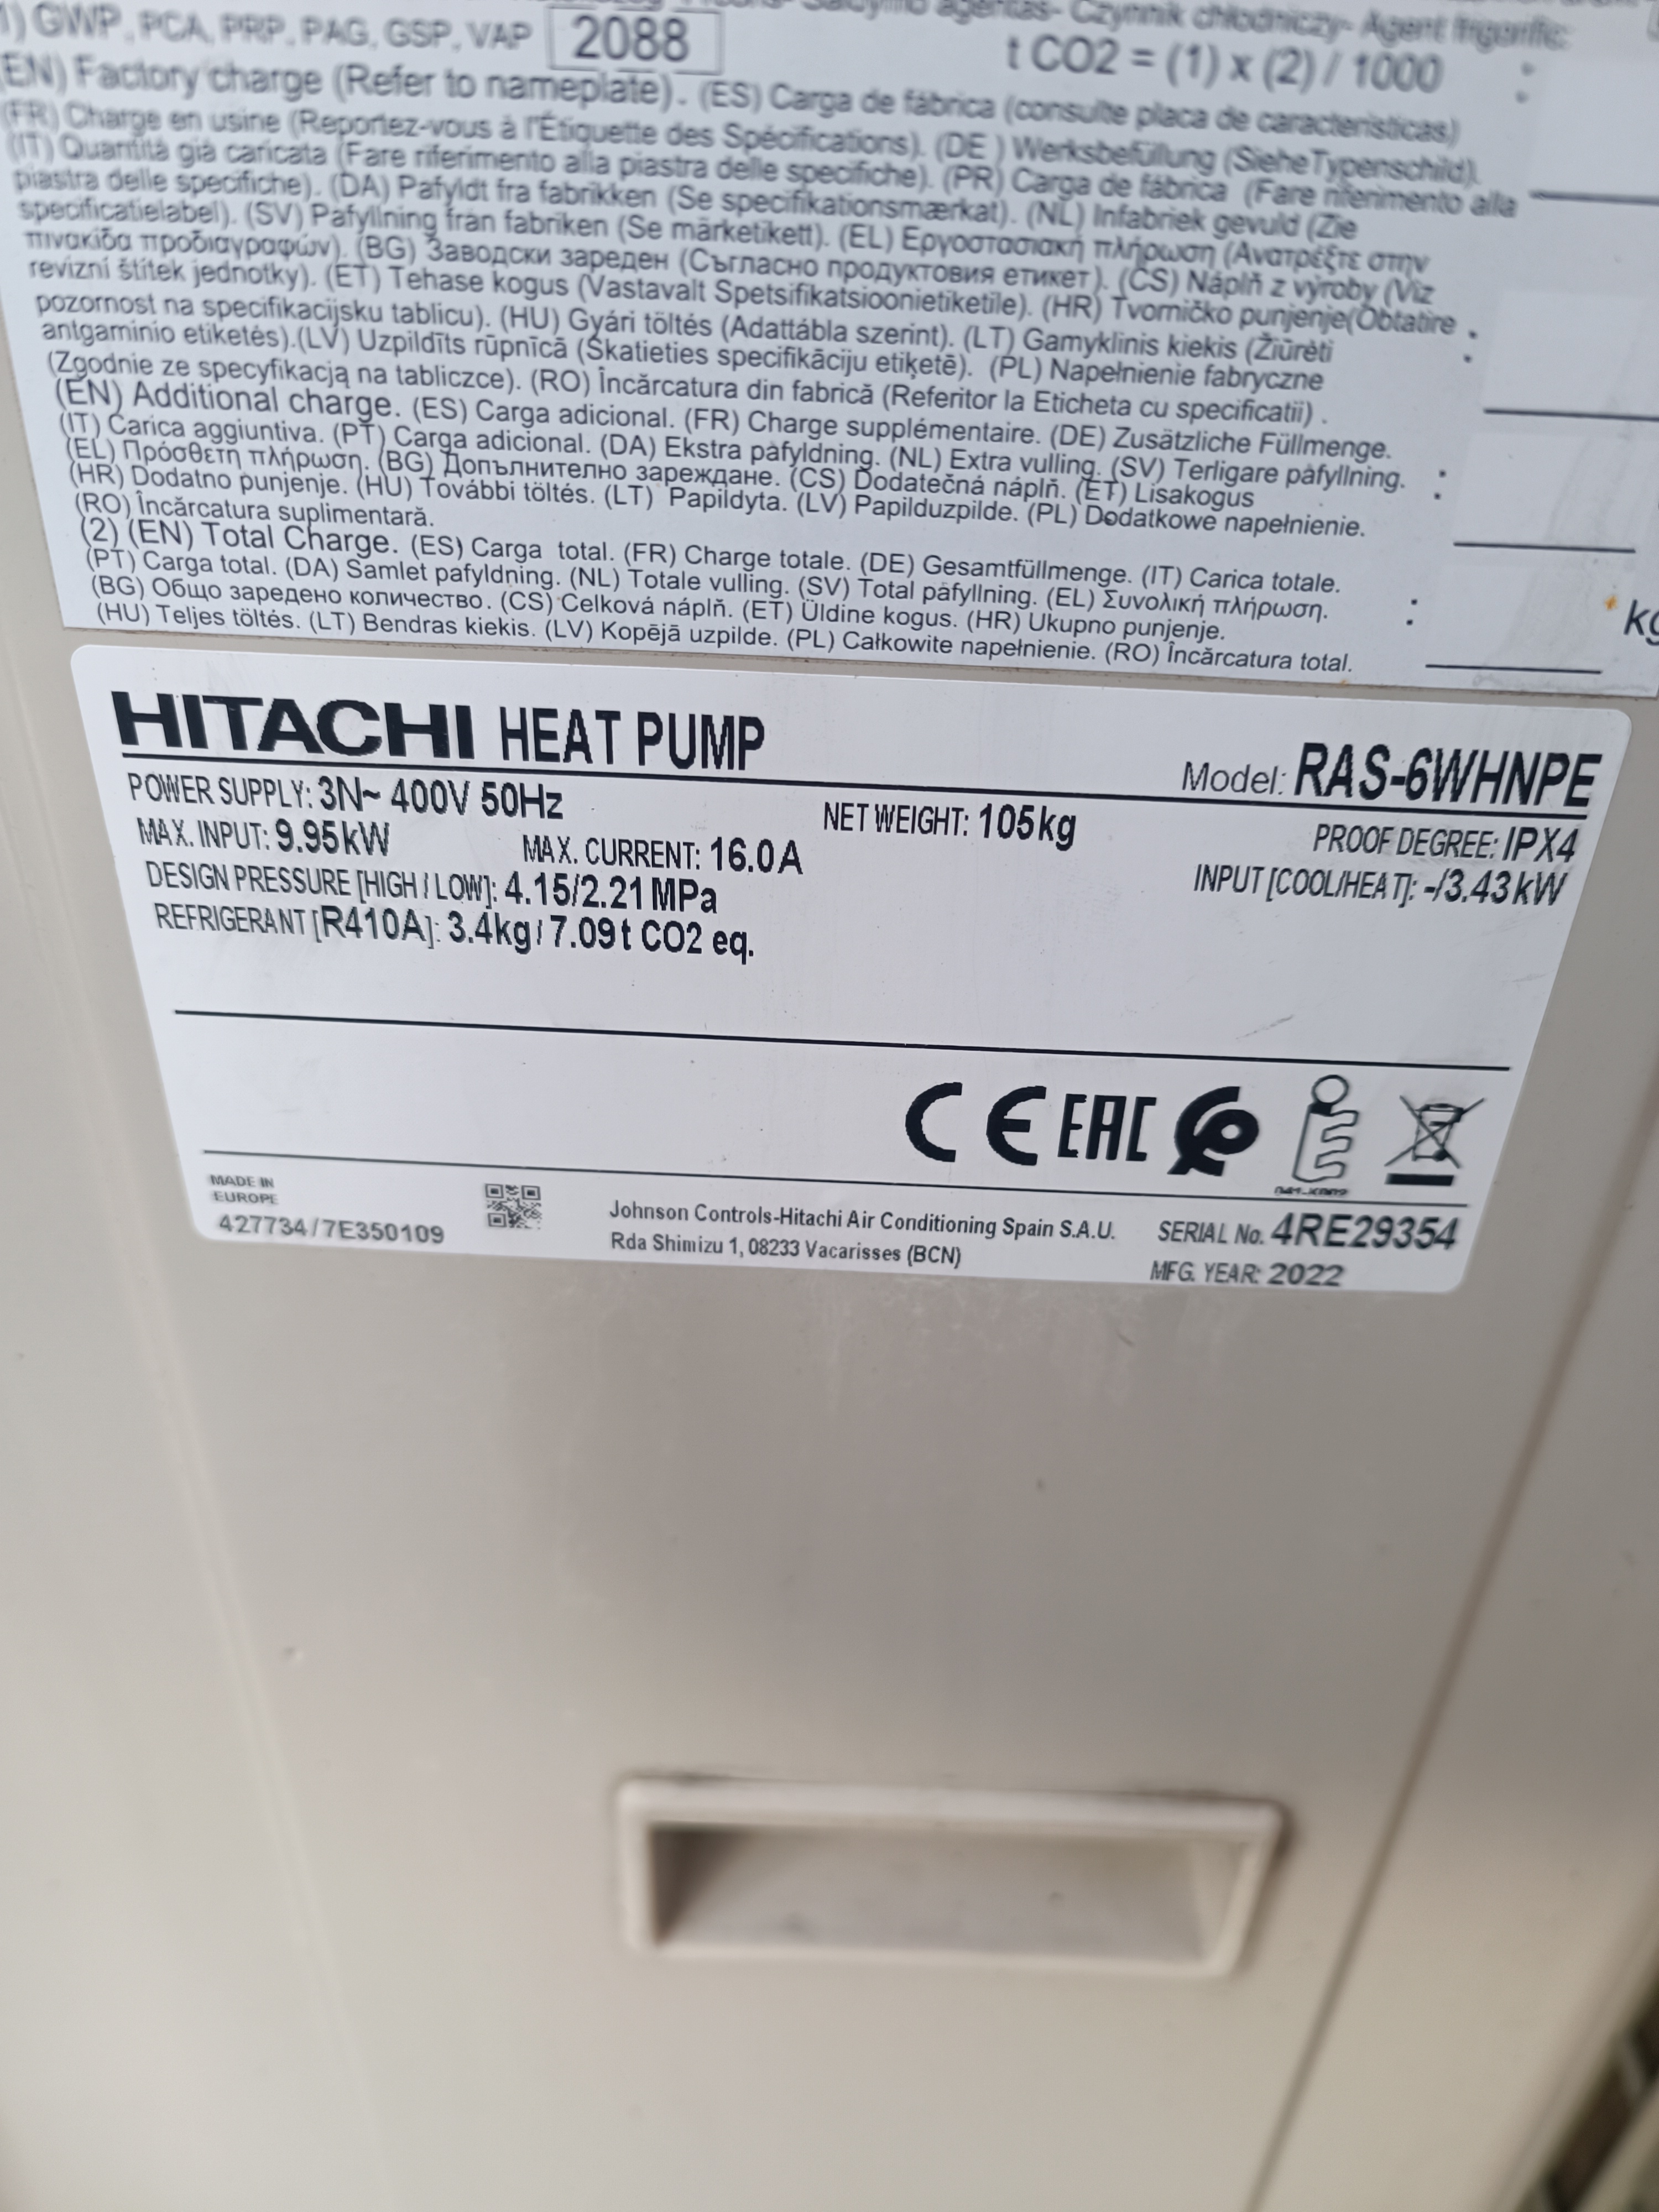 1) GWP, PCA, PRP, PAG, GSP, VAP 2088
agentas- Czynnik chłodniczy- Agent frigorific:
t CO2 = (1) x (2) / 1000
(EN) Factory charge (Refer to nameplate). (ES) Carga de fábrica (consulte placa de características)
(FR) Charge en usine (Reportez-vous à l'Étiquette des Spécifications). (DE ) Werksbefüllung (SieheTypenschild).
(IT) Quantità già caricata (Fare riferimento alla piastra delle specifiche). (PR) Carga de fábrica (Fare riferimento alla
piastra delle specifiche). (DA) Pafyldt fra fabrikken (Se specifikationsmærkat). (NL) Infabriek gevuld (Zie
specificatielabel). (SV) Pafyllning från fabriken (Se märketikett). (EL) Εργοστασιακή πλήρωση (Ανατρέξτε στην
πινακίδα προδιαγραφών). (BG) Заводски зареден (Съгласно продуктовия етикет). (CS) Náplň z výroby (Viz
revizní štítek jednotky). (ET) Tehase kogus (Vastavalt Spetsifikatsioonietiketile). (HR) Tvorničko punjenje(Obtatire
pozornost na specifikacijsku tablicu). (HU) Gyári töltés (Adattábla szerint). (LT) Gamyklinis kiekis (Žiūrėti
antgaminio etiketės).(LV) Uzpildīts rūpnīcā (Skatieties specifikāciju etiķetē). (PL) Napełnienie fabryczne
(Zgodnie ze specyfikacją na tabliczce). (RO) Încărcatura din fabrică (Referitor la Eticheta cu specificatii) .
(EN) Additional charge. (ES) Carga adicional. (FR) Charge supplémentaire. (DE) Zusätzliche Füllmenge.
(IT) Carica aggiuntiva. (PT) Carga adicional. (DA) Ekstra pafyldning. (NL) Extra vulling. (SV) Terligare påfyllning.
(EL) Πρόσθετη πλήρωση. (BG) Допълнително зареждане. (CS) Dodatečná náplň. (ET) Lisakogus
(HR) Dodatno punjenje. (HU) További töltés. (LT) Papildyta. (LV) Papilduzpilde. (PL) Dodatkowe napełnienie.
(RO) Încărcatura suplimentară.
(2) (EN) Total Charge. (ES) Carga total. (FR) Charge totale. (DE) Gesamtfüllmenge. (IT) Carica totale.
(PT) Carga total. (DA) Samlet pafyldning. (NL) Totale vulling. (SV) Total påfyllning. (EL) Συνολική πλήρωση.
(BG) Общо заредено количество. (CS) Celková náplň. (ET) Üldine kogus. (HR) Ukupno punjenje.
(HU) Teljes töltés. (LT) Bendras kiekis. (LV) Kopējā uzpilde. (PL) Całkowite napełnienie. (RO) Încărcatura total.
: kg
HITACHI HEAT PUMP
Model: RAS-6WHNPE
POWER SUPPLY: 3N~ 400V 50Hz
NET WEIGHT: 105kg
PROOF DEGREE: IPX4
MAX. INPUT: 9.95kW
MAX. CURRENT: 16.0A
INPUT [COOL/HEAT]: -/3.43kW
DESIGN PRESSURE [HIGH / LOW]: 4.15/2.21MPa
REFRIGERANT [R410A]: 3.4kg / 7.09t CO2 eq.
CE EAC
MADE IN
EUROPE
427734/7E350109
Johnson Controls-Hitachi Air Conditioning Spain S.A.U.
Rda Shimizu 1, 08233 Vacarisses (BCN)
SERIAL No. 4RE29354
MFG. YEAR: 2022